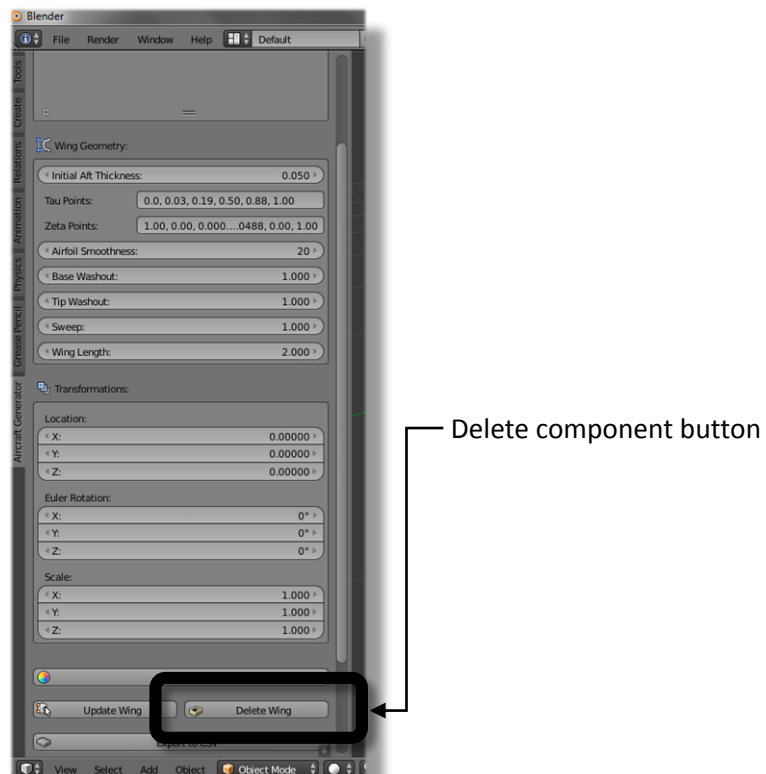 Blender
File Render Window Help Default
Tools
Create
Relations
Animation
Physics
Grease Pencil
Aircraft Generator
Wing Geometry:
Initial Aft Thickness: 0.050
Tau Points: 0.0, 0.03, 0.19, 0.50, 0.88, 1.00
Zeta Points: 1.00, 0.00, 0.000....0488, 0.00, 1.00
Airfoil Smoothness: 20
Base Washout: 1.000
Tip Washout: 1.000
Sweep: 1.000
Wing Length: 2.000
Transformations:
Location:
X: 0.00000
Y: 0.00000
Z: 0.00000
Euler Rotation:
X: 0°
Y: 0°
Z: 0°
Scale:
X: 1.000
Y: 1.000
Z: 1.000
Update Wing Delete Wing
Export to CSV
View Select Add Object Object Mode
Delete component button